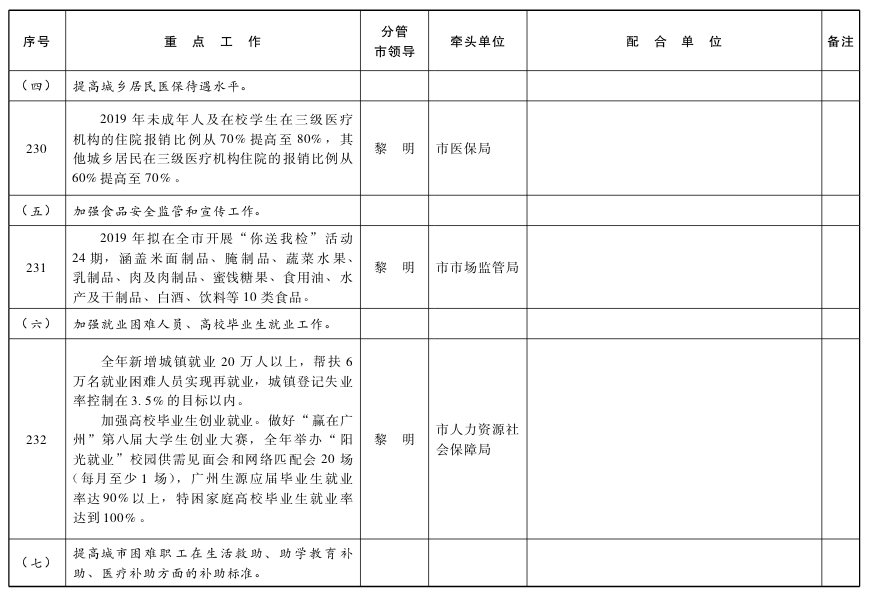 序号 重 点 工 作 分管 市领导 牵头单位 配 合 单 位 备注
（四） 提高城乡居民医保待遇水平。
230 2019 年未成年人及在校学生在三级医疗
机构的住院报销比例从 70% 提高至 80%，其
他城乡居民在三级医疗机构住院的报销比例从
60% 提高至 70%。
黎 明
市医保局
（五） 加强食品安全监管和宣传工作。
231 2019 年拟在全市开展“你送我检”活动
24 期，涵盖米面制品、腌制品、蔬菜水果、
乳制品、肉及肉制品、蜜饯糖果、食用油、水
产及干制品、白酒、饮料等 10 类食品。
黎 明
市市场监管局
（六） 加强就业困难人员、高校毕业生就业工作。
232 全年新增城镇就业 20 万人以上，帮扶 6
万名就业困难人员实现再就业，城镇登记失业
率控制在 3.5% 的目标以内。
加强高校毕业生创业就业。做好“赢在广
州”第八届大学生创业大赛，全年举办“阳
光就业”校园供需见面会和网络匹配会 20 场
（每月至少 1 场），广州生源应届毕业生就业
率达 90% 以上，特困家庭高校毕业生就业率
达到 100%。
黎 明
市人力资源社
会保障局
（七） 提高城市困难职工在生活救助、助学教育补
助、医疗补助方面的补助标准。